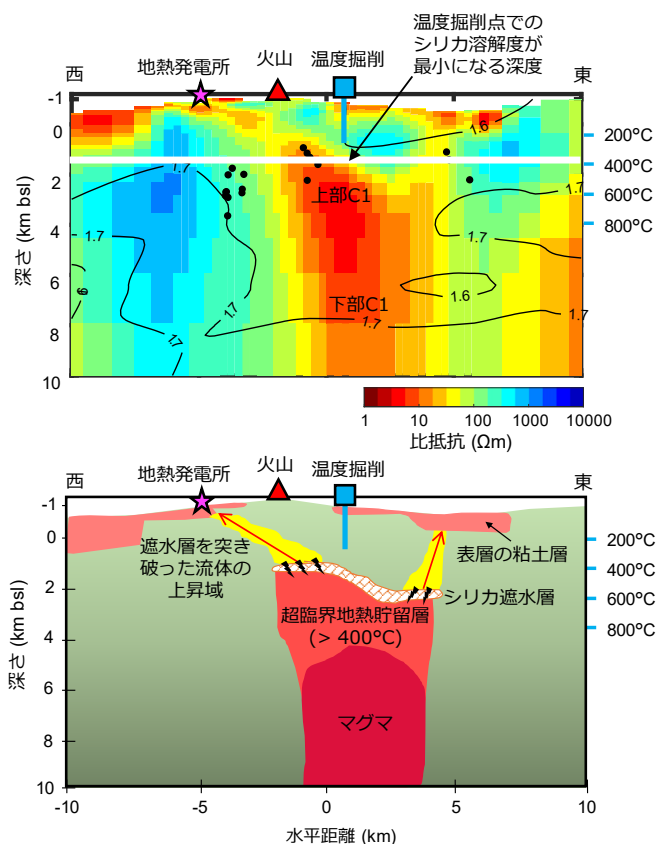 温度掘削点での
シリカ溶解度が
最小になる深度
西
地熱発電所
火山
温度掘削
東
-1
0
2
4
6
8
10
深さ (km bsl)
1.6
1.7
1.7
1.7
1.6
1.7
1.7
1.7
上部C1
下部C1
200°C
400°C
600°C
800°C
1 10 100 1000 10000
比抵抗 (Ωm)
西
地熱発電所
火山
温度掘削
東
-1
0
2
4
6
8
10
深さ (km bsl)
遮水層を突き
破った流体の
上昇域
表層の粘土層
シリカ遮水層
超臨界地熱貯留層
(> 400°C)
マグマ
200°C
400°C
600°C
800°C
-10 -5 0 5 10
水平距離 (km)